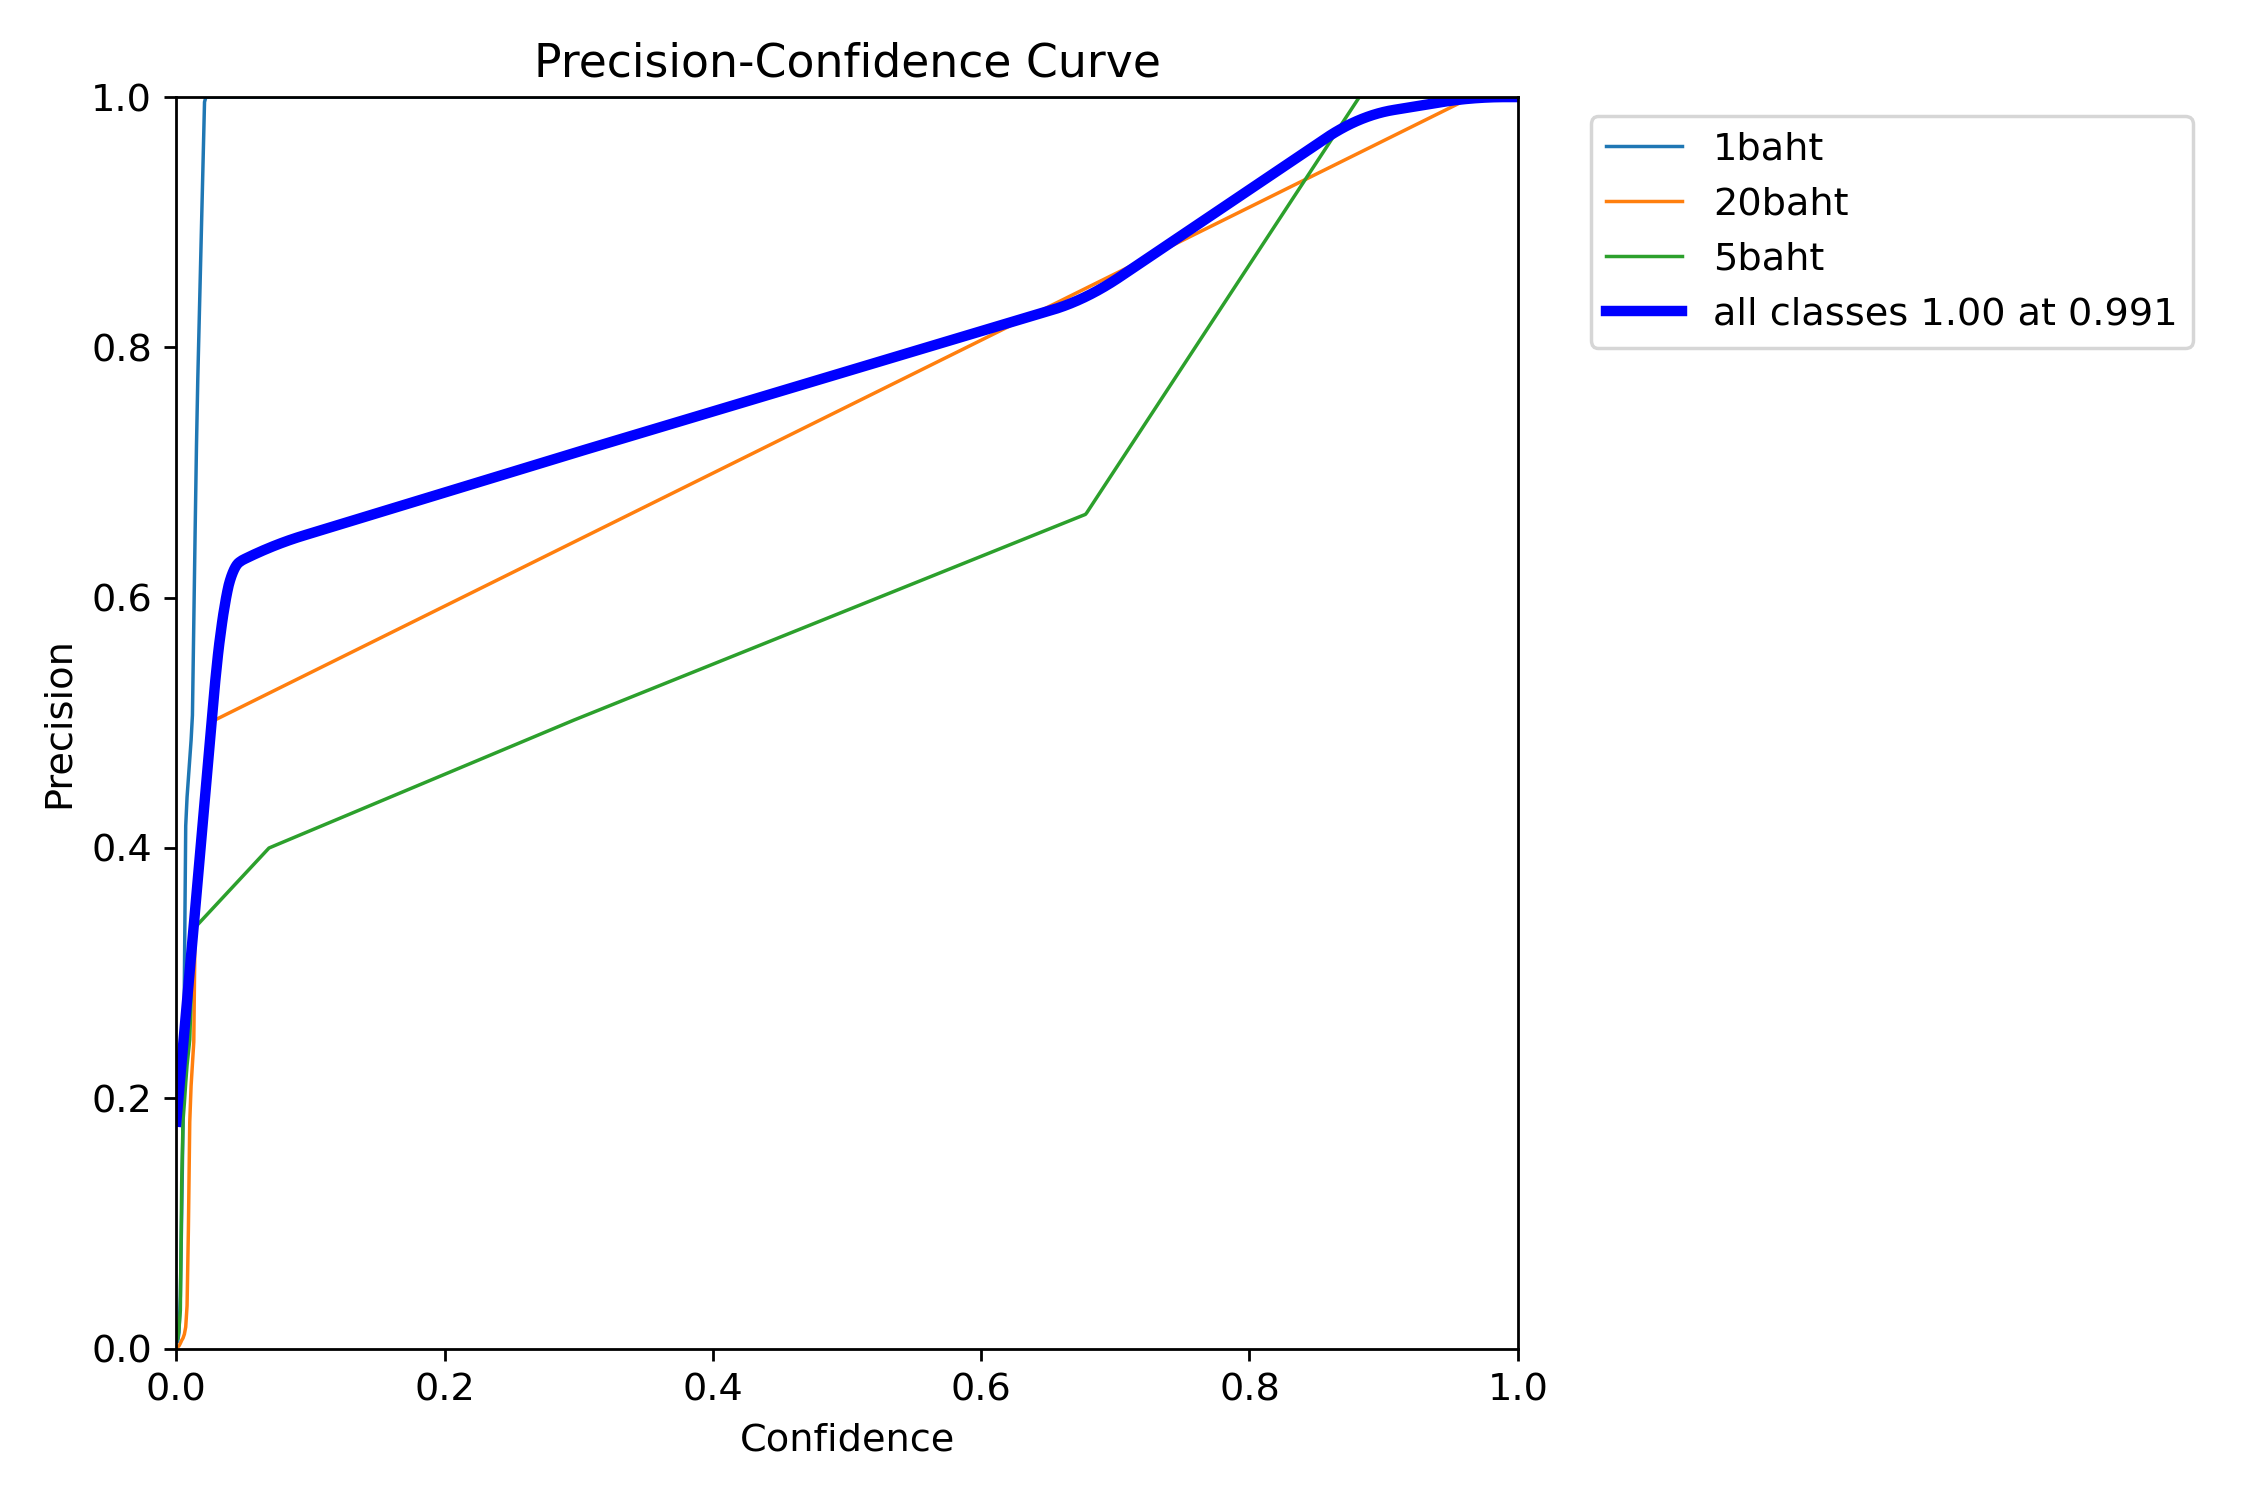 Precision-Confidence Curve
1.0
0.8
0.6
0.4
0.2
0.0
Precision
0.0 0.2 0.4 0.6 0.8 1.0
Confidence
1baht
20baht
5baht
all classes 1.00 at 0.991